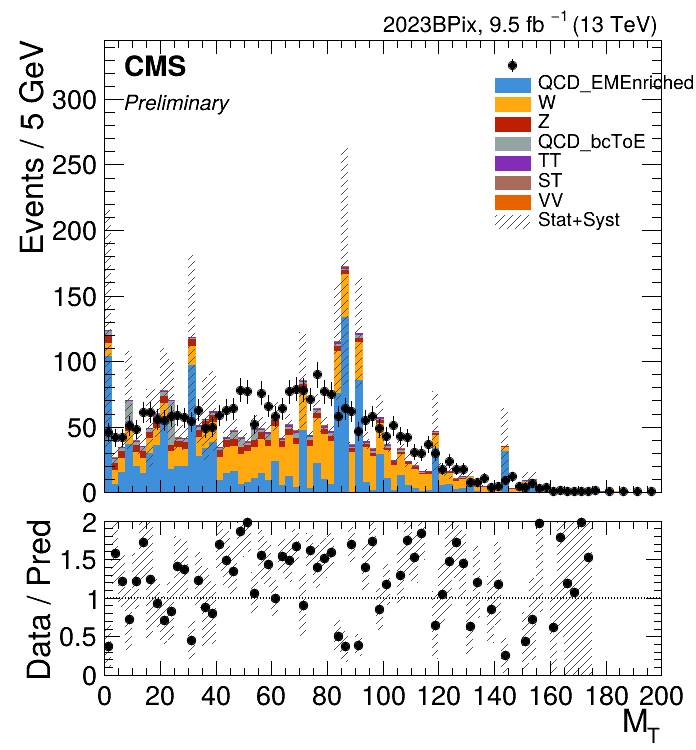 2023BPix, 9.5 fb⁻¹ (13 TeV)
CMS
Preliminary
QCD_EMEnriched
W
Z
QCD_bcToE
TT
ST
VV
Stat+Syst
Events / 5 GeV
300
250
200
150
100
50
0
Data / Pred
2
1.5
1
0.5
0
0 20 40 60 80 100 120 140 160 180 200
M_T